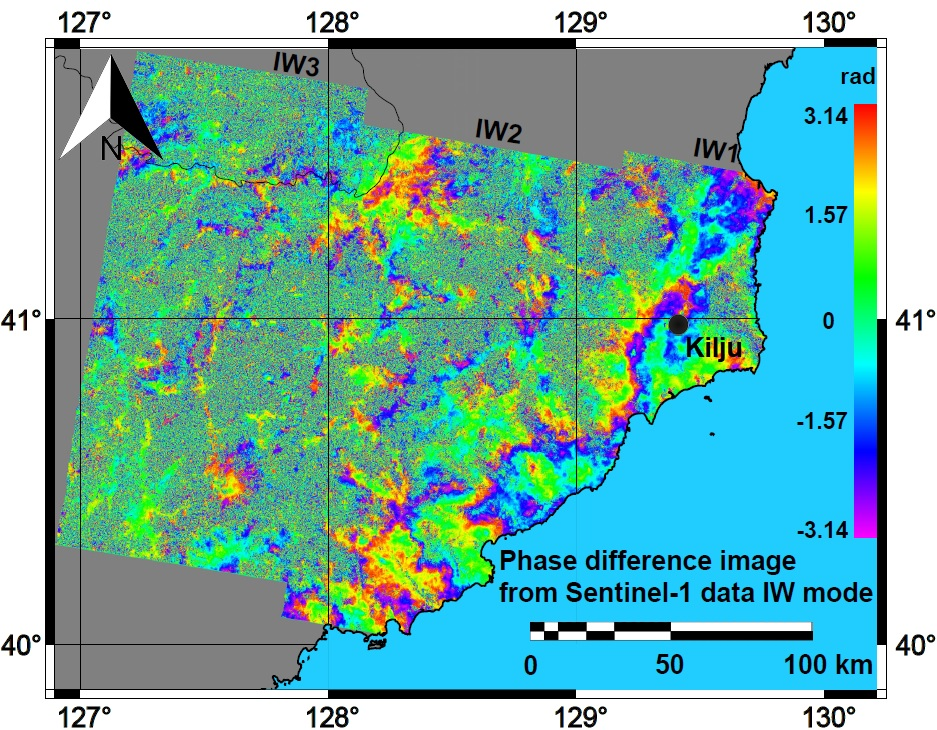 127° 128° 129° 130°
IW3
IW2
IW1
N
rad
3.14
1.57
0
-1.57
-3.14
41° 41°
Kilju
Phase difference image
from Sentinel-1 data IW mode
0 50 100 km
40° 40°
127° 128° 129° 130°